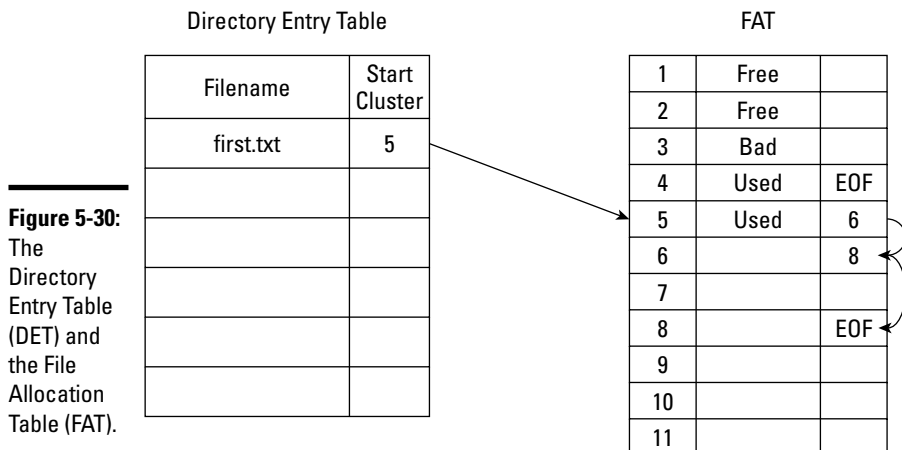 Directory Entry Table
Filename
Start
Cluster
first.txt 5
FAT
1 Free
2 Free
3 Bad
4 Used EOF
5 Used 6
6 8
7
8 EOF
9
10
11
Figure 5-30:
The
Directory
Entry Table
(DET) and
the File
Allocation
Table (FAT).